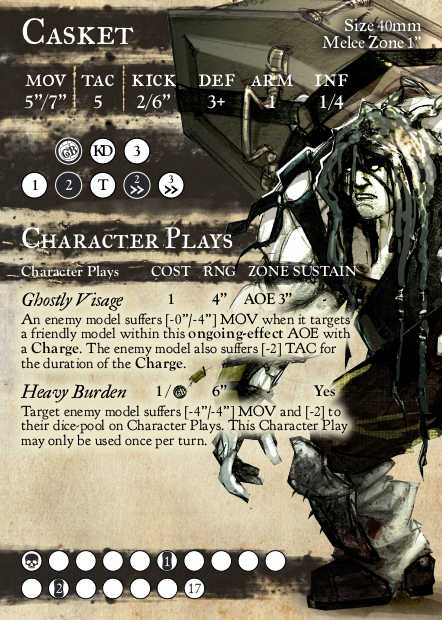 Casket
Size 40mm
Melee Zone 1”
MOV TAC KICK DEF ARM INF
5”/7” 5 2/6” 3+ 1 1/4
GB KD 3
1 2 T 2 3
Character Plays
Character Plays COST RNG ZONE SUSTAIN
Ghostly Visage 1 4” AOE 3” -
An enemy model suffers [-0”/-4”] MOV when it targets
a friendly model within this ongoing-effect AOE with
a Charge. The enemy model also suffers [-2] TAC for
the duration of the Charge.
Heavy Burden 1/GB 6” Yes
Target enemy model suffers [-4”/-4”] MOV and [-2] to
their dice-pool on Character Plays. This Character Play
may only be used once per turn.
1
2 17